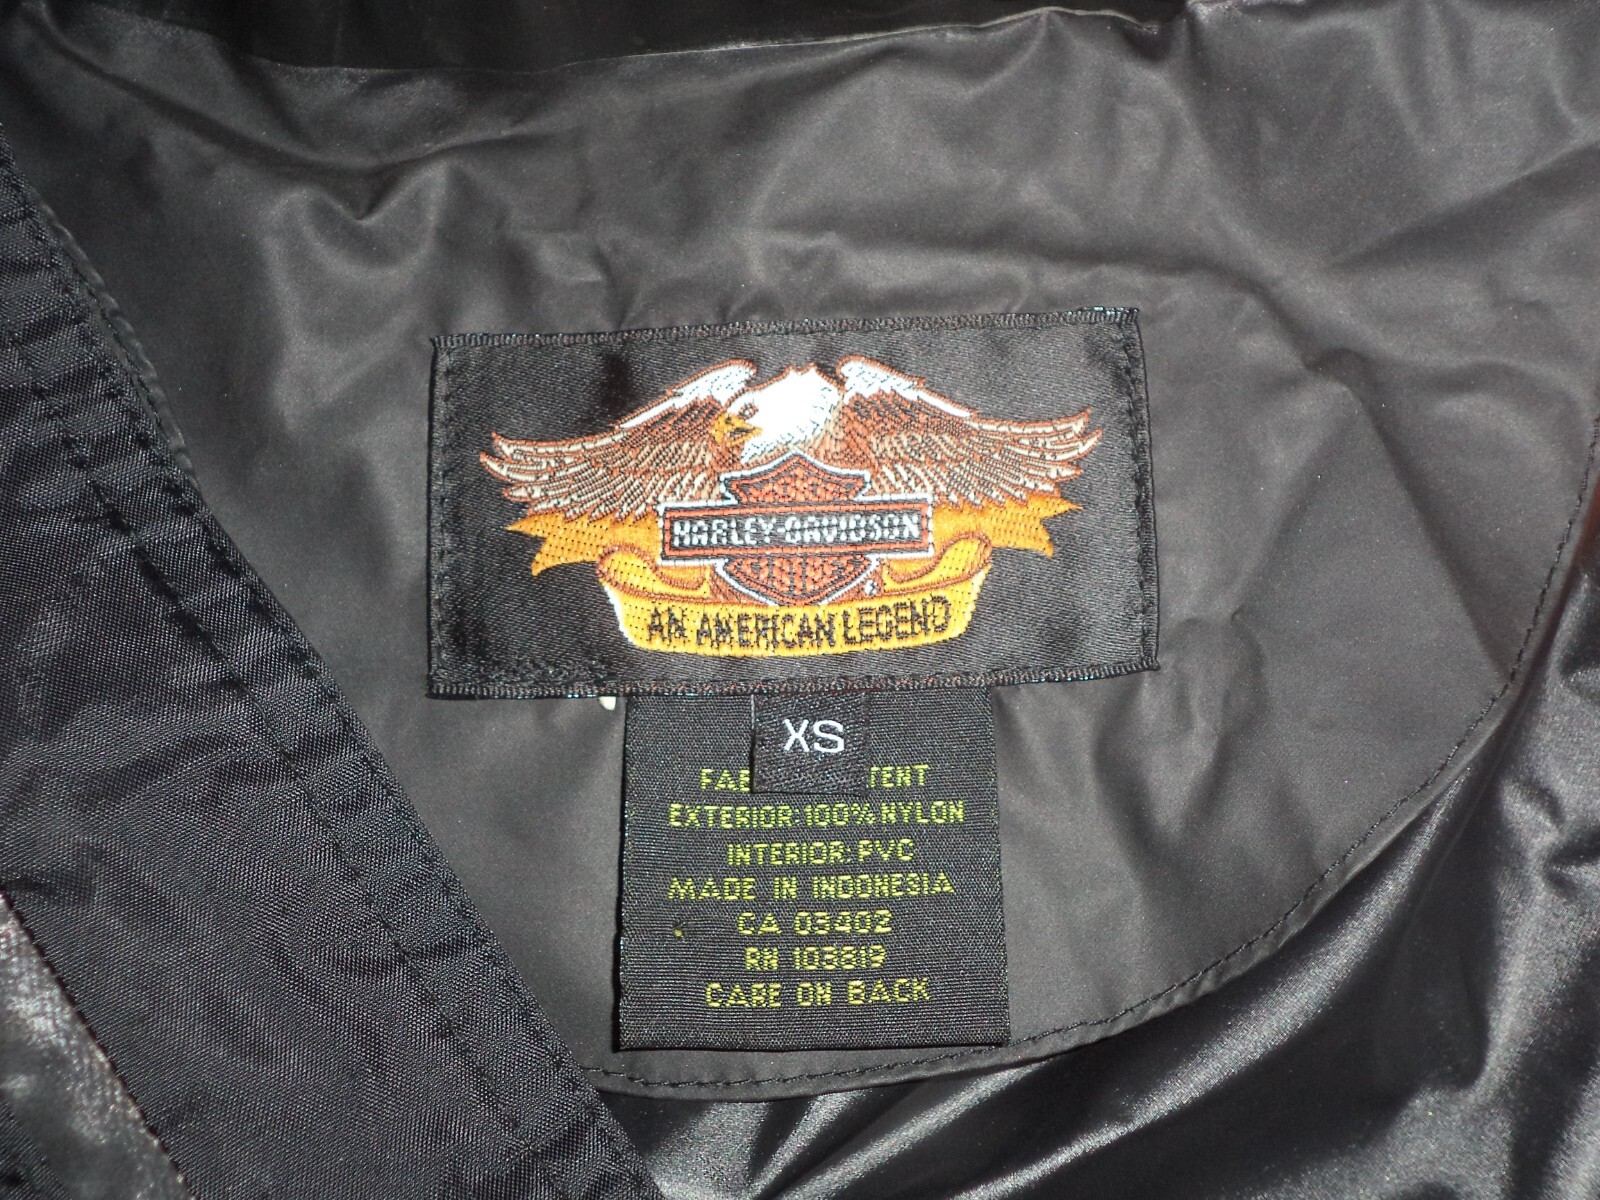 HARLEY-DAVIDSON
AN AMERICAN LEGEND
XS
EXTERIOR: 100% NYLON
INTERIOR: PVC
MADE IN INDONESIA
CA 03402
RN 103819
CARE ON BACK